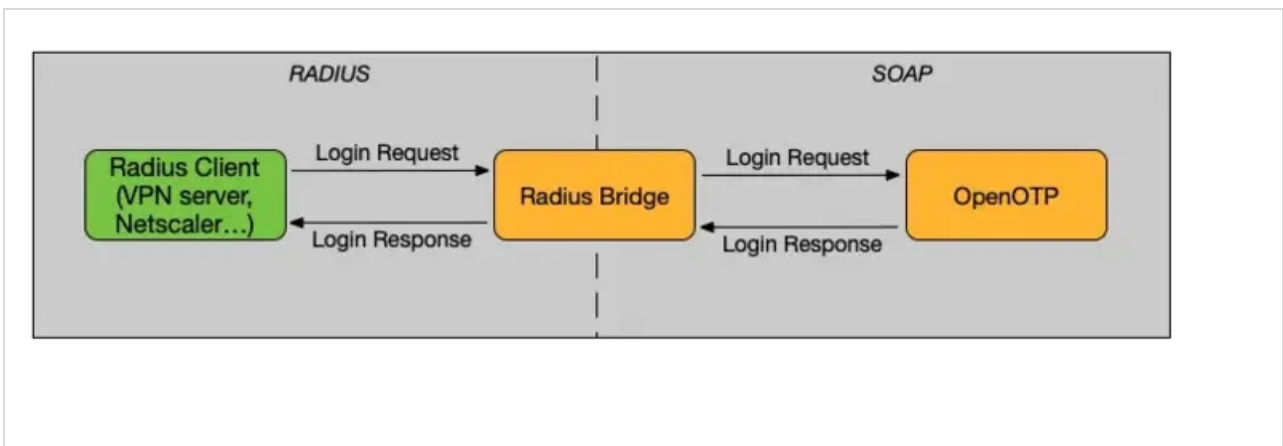 RADIUS
SOAP
Radius Client
(VPN server,
Netscaler...)
Login Request
Login Response
Radius Bridge
Login Request
Login Response
OpenOTP